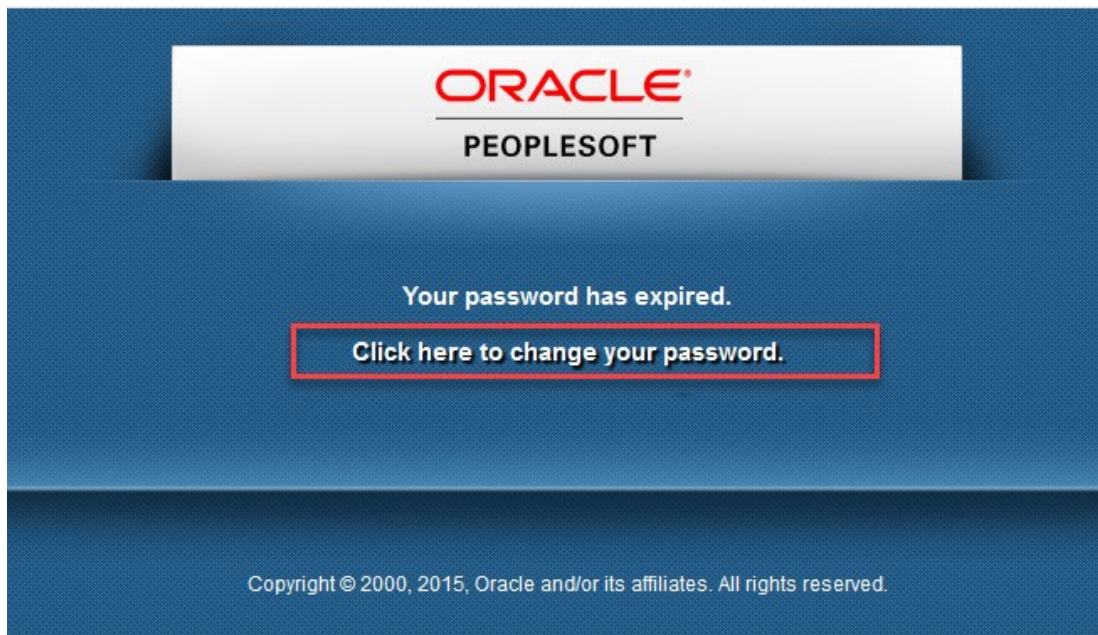 ORACLE®
PEOPLESOFT
Your password has expired.
Click here to change your password.
Copyright © 2000, 2015, Oracle and/or its affiliates. All rights reserved.